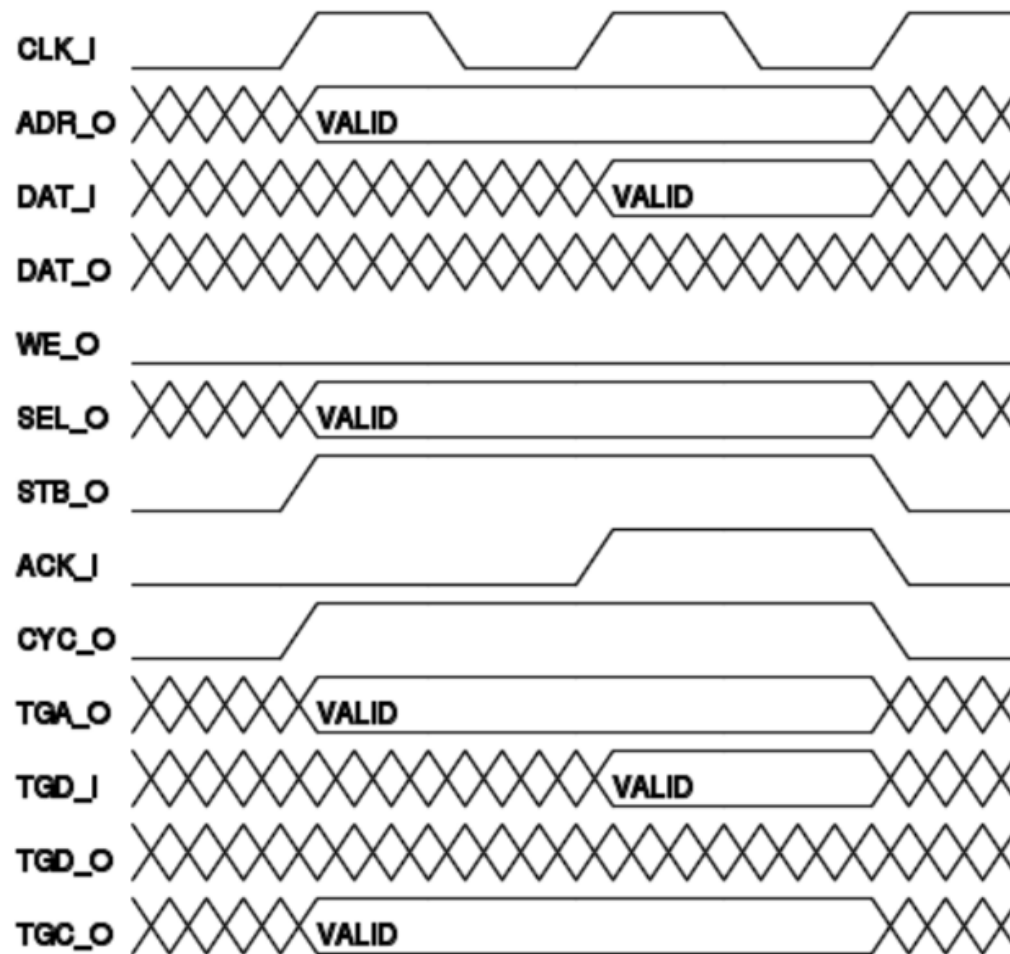 CLK_I
ADR_O VALID
DAT_I VALID
DAT_O
WE_O
SEL_O VALID
STB_O
ACK_I
CYC_O
TGA_O VALID
TGD_I VALID
TGD_O
TGC_O VALID